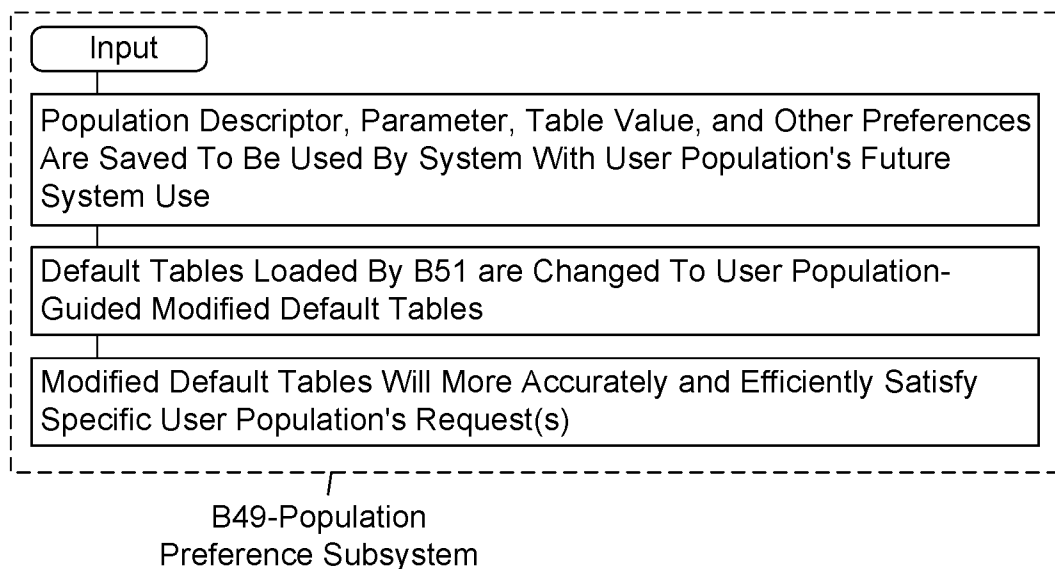 Input
Population Descriptor, Parameter, Table Value, and Other Preferences
Are Saved To Be Used By System With User Population's Future
System Use
Default Tables Loaded By B51 are Changed To User Population-
Guided Modified Default Tables
Modified Default Tables Will More Accurately and Efficiently Satisfy
Specific User Population's Request(s)
B49-Population
Preference Subsystem